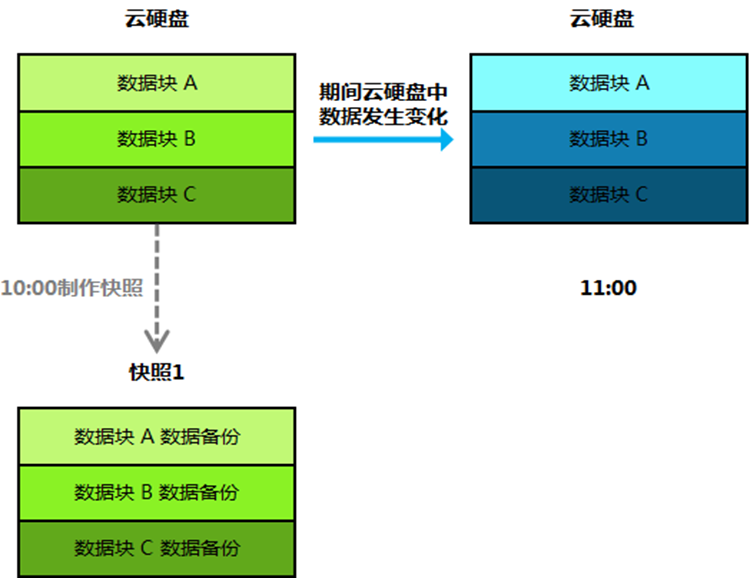 云硬盘
数据块 A
数据块 B
数据块 C
期间云硬盘中
数据发生变化
云硬盘
数据块 A
数据块 B
数据块 C
10:00制作快照
11:00
快照1
数据块 A 数据备份
数据块 B 数据备份
数据块 C 数据备份